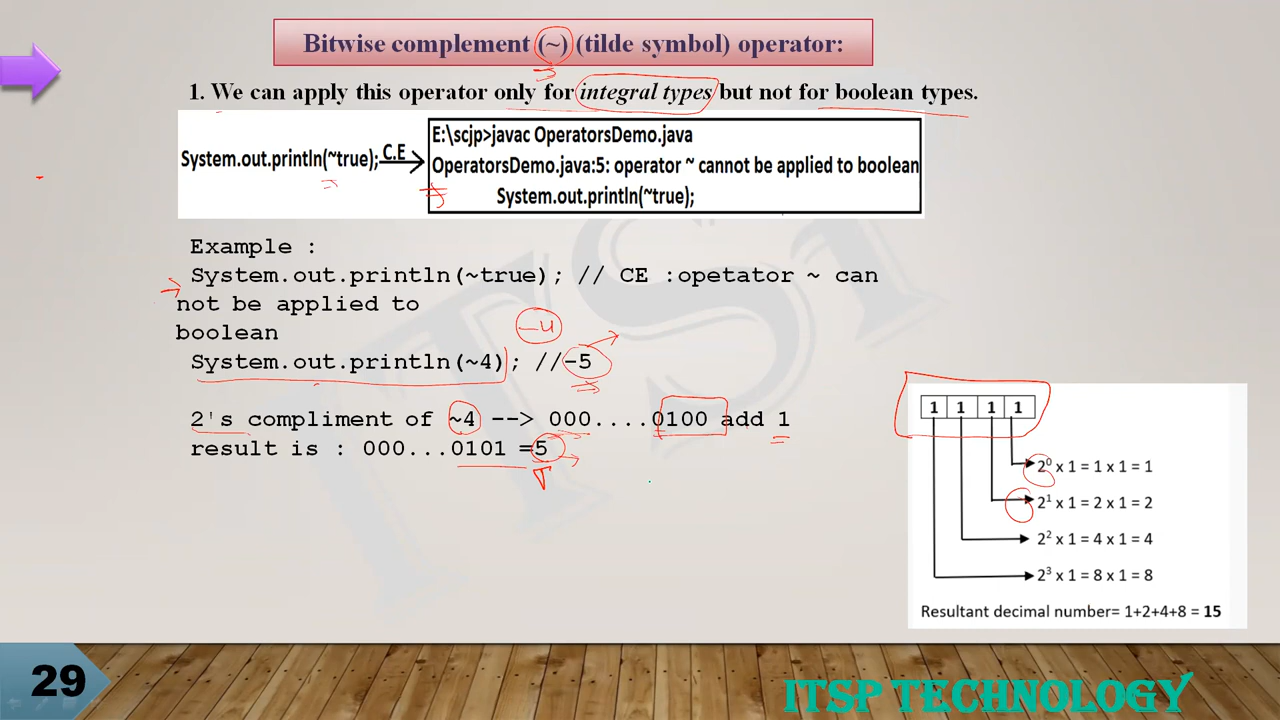 Bitwise complement (~) (tilde symbol) operator:
1. We can apply this operator only for integral types but not for boolean types.
System.out.println(~true); C.E
E:\scjp>javac OperatorsDemo.java
OperatorsDemo.java:5: operator ~ cannot be applied to boolean
System.out.println(~true);
Example :
System.out.println(~true); // CE :opetator ~ can
not be applied to
boolean
-4
System.out.println(~4); //-5
2's compliment of ~4 --> 000....0100 add 1
result is : 000...0101 =5
1 1 1 1
2⁰ x 1 = 1 x 1 = 1
2¹ x 1 = 2 x 1 = 2
2² x 1 = 4 x 1 = 4
2³ x 1 = 8 x 1 = 8
Resultant decimal number= 1+2+4+8 = 15
29
ITSP TECHNOLOGY